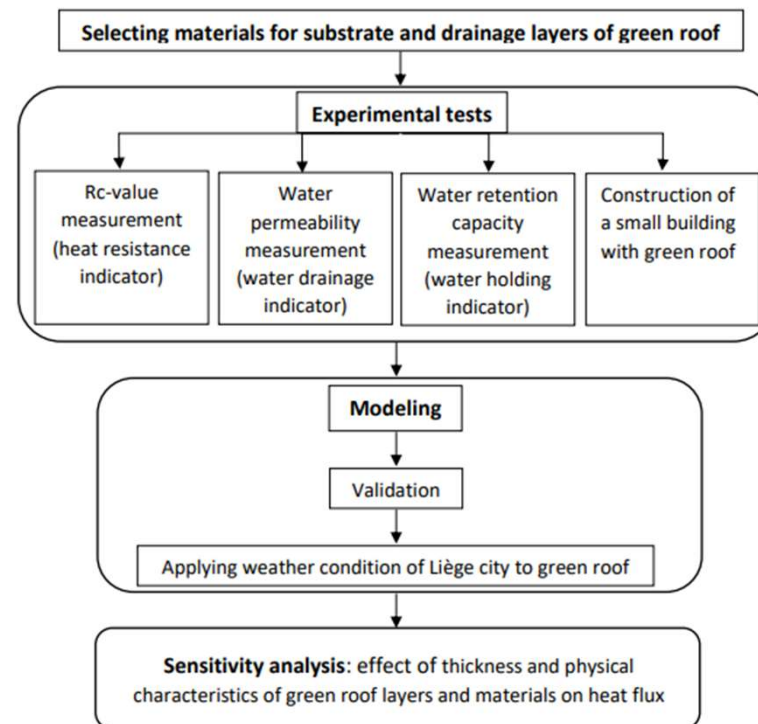 Selecting materials for substrate and drainage layers of green roof
Experimental tests
Rc-value
measurement
(heat resistance
indicator)
Water
permeability
measurement
(water drainage
indicator)
Water retention
capacity
measurement
(water holding
indicator)
Construction of
a small building
with green roof
Modeling
Validation
Applying weather condition of Liège city to green roof
Sensitivity analysis: effect of thickness and physical
characteristics of green roof layers and materials on heat flux